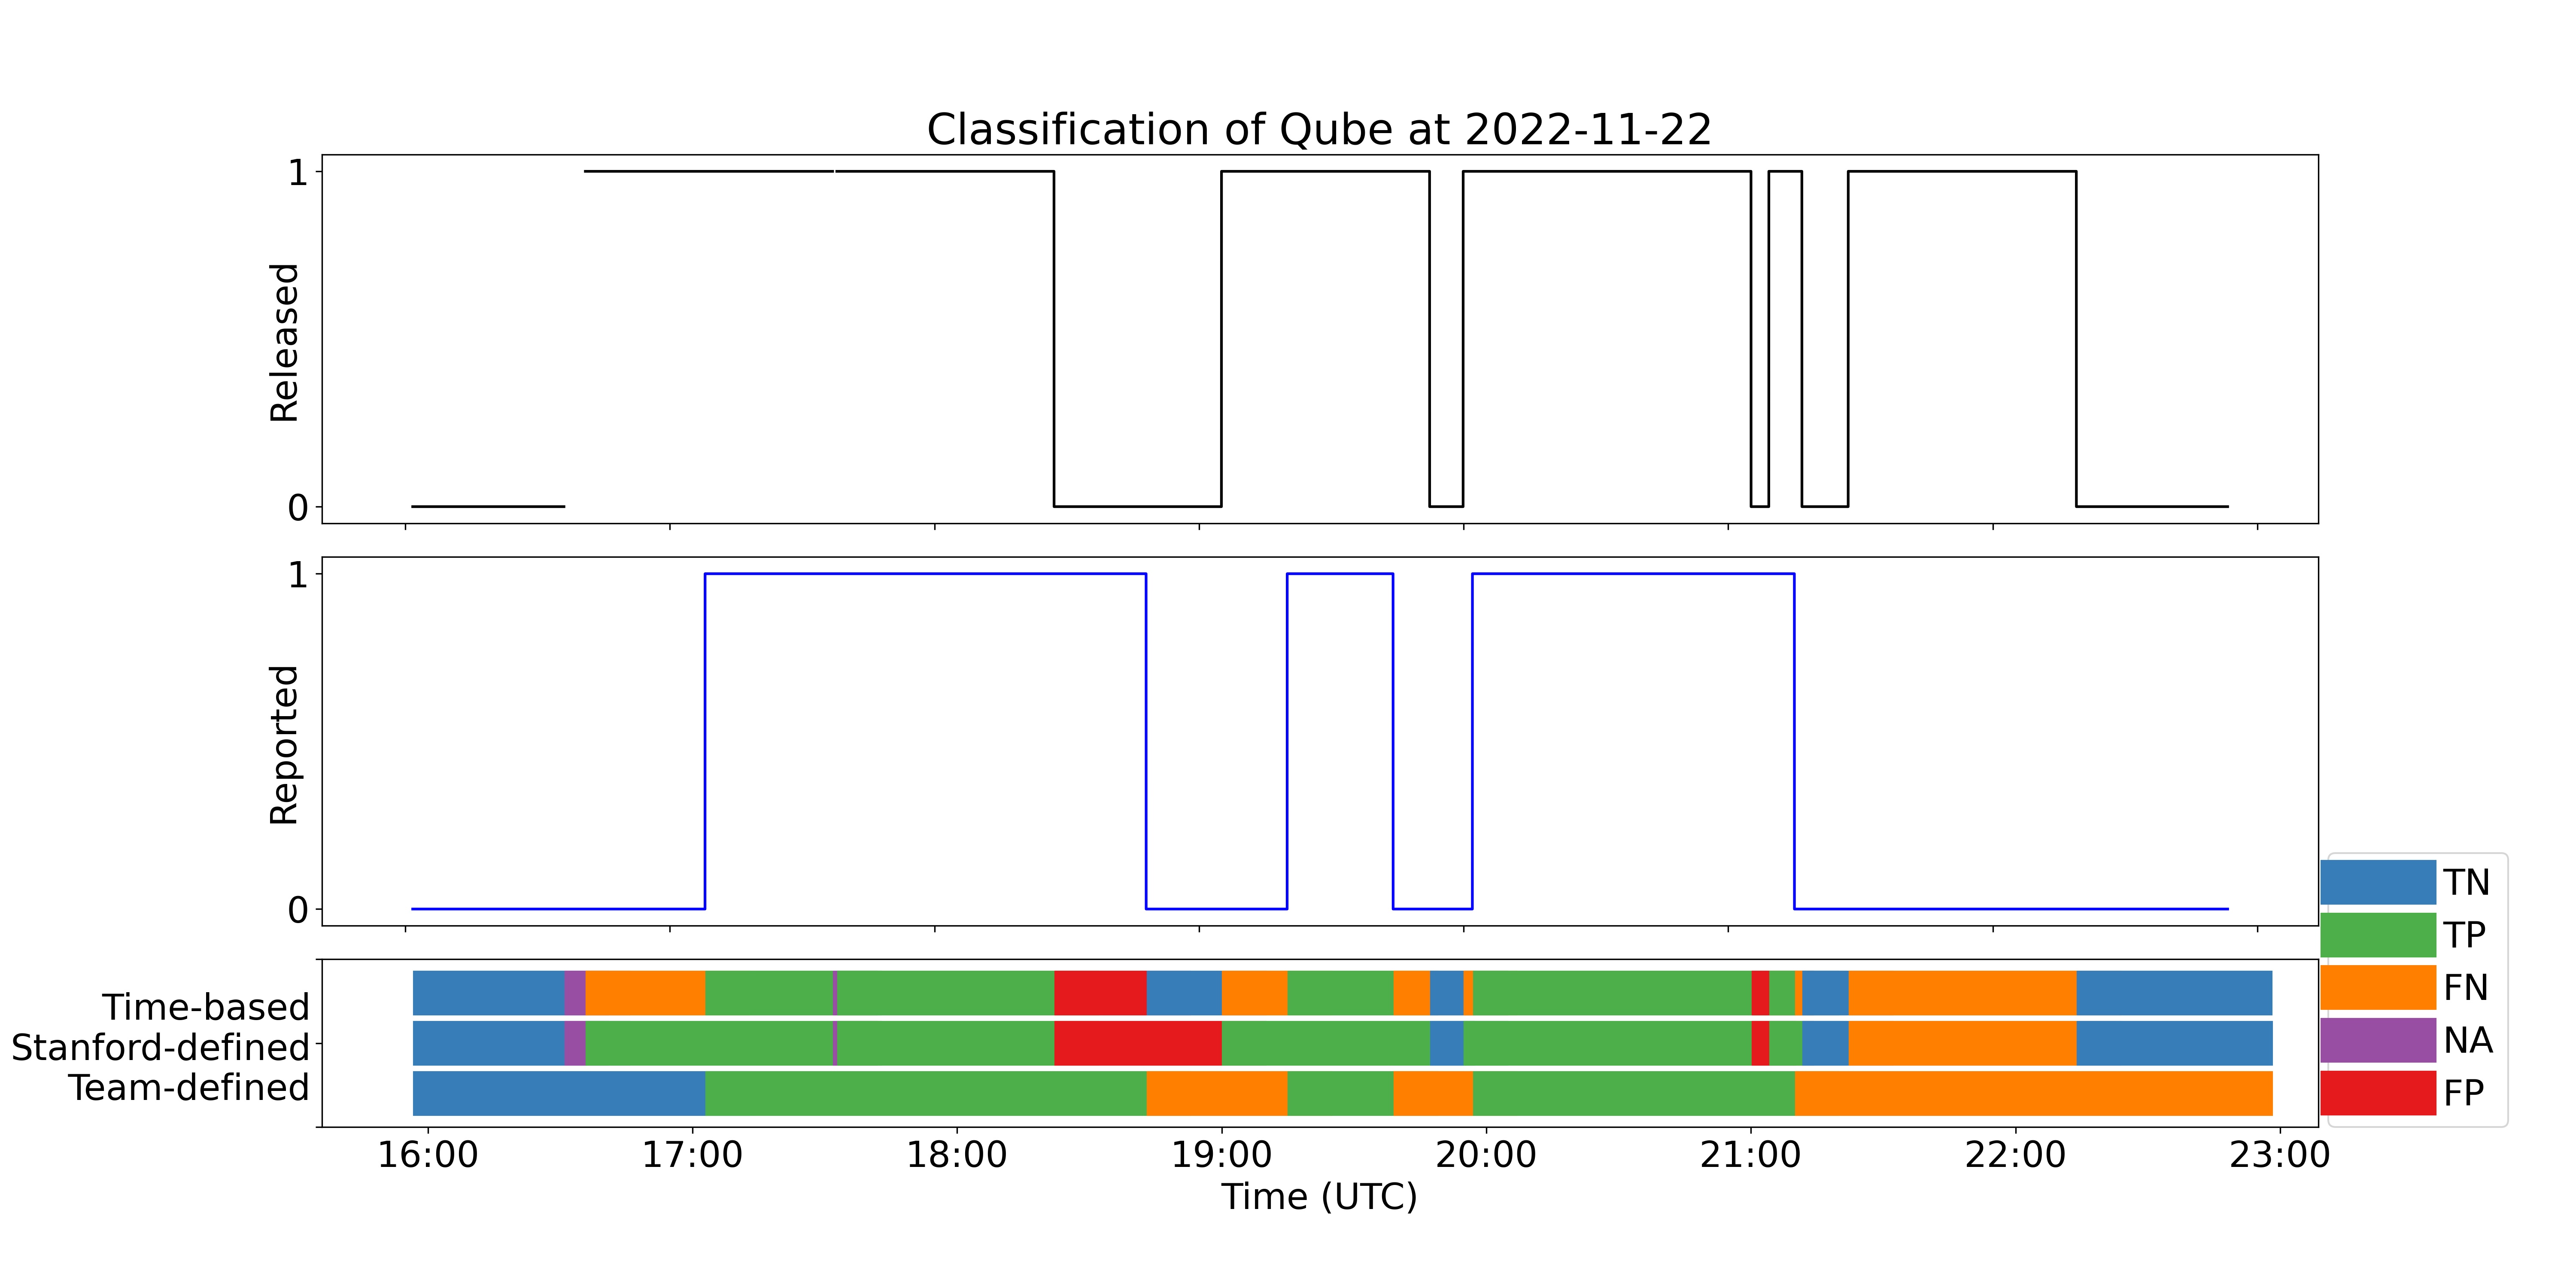 Classification of Qube at 2022-11-22
1
Released
0
1
Reported
0
TN
TP
FN
NA
FP
Time-based
Stanford-defined
Team-defined
16:00 17:00 18:00 19:00 20:00 21:00 22:00 23:00
Time (UTC)